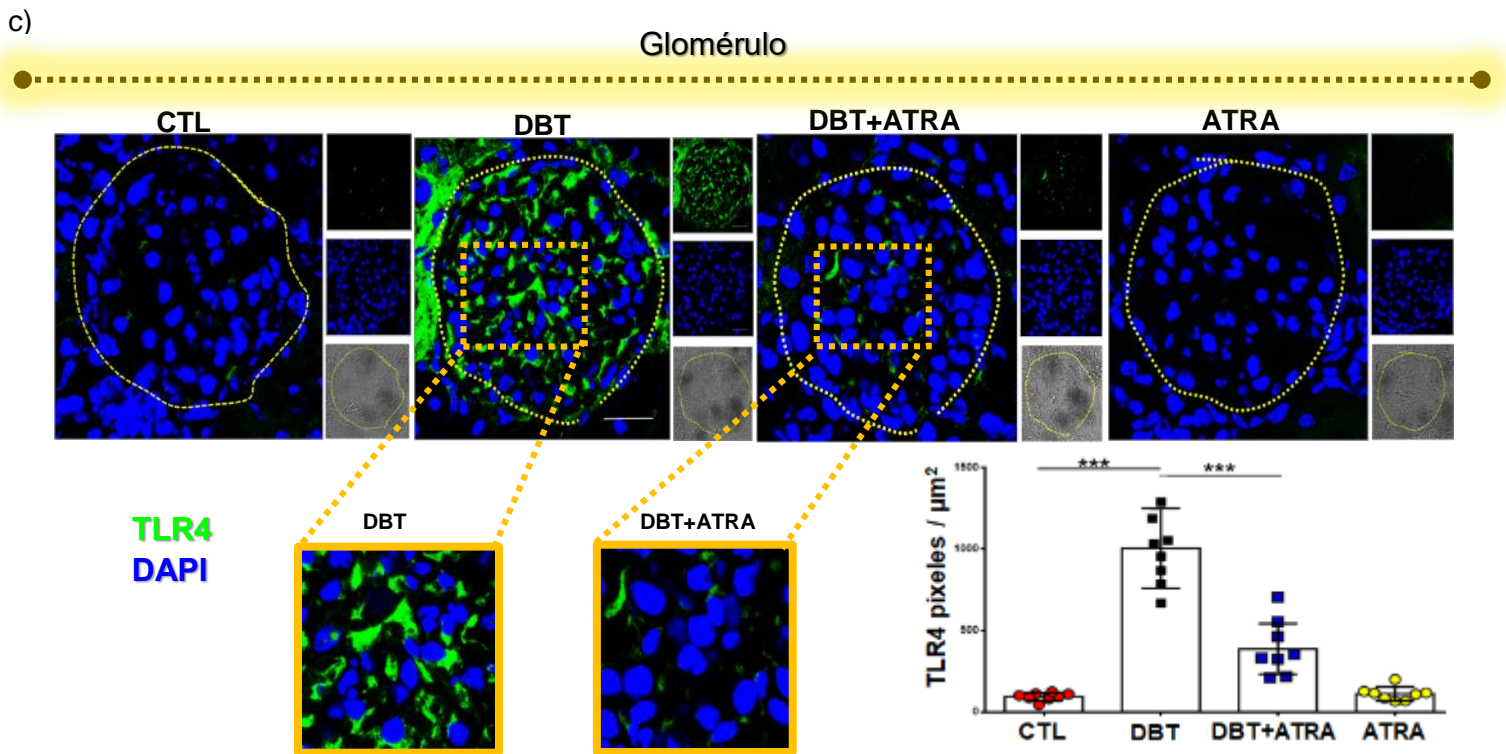 c)
Glomérulo
CTL
DBT
DBT+ATRA
ATRA
TLR4
DAPI
DBT
DBT+ATRA
TLR4 pixeles / µm²
1500
1000
500
0
***
***
CTL
DBT
DBT+ATRA
ATRA